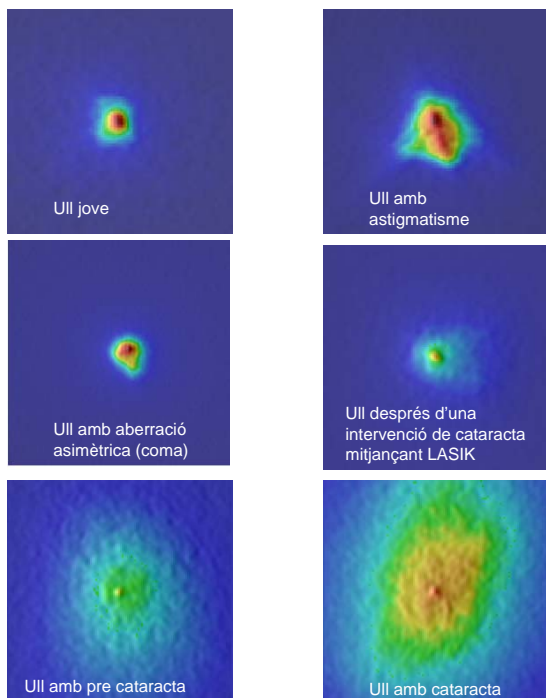 Ull jove
Ull amb
astigmatisme
Ull amb aberració
asimètrica (coma)
Ull després d'una
intervenció de cataracta
mitjançant LASIK
Ull amb pre cataracta
Ull amb cataracta